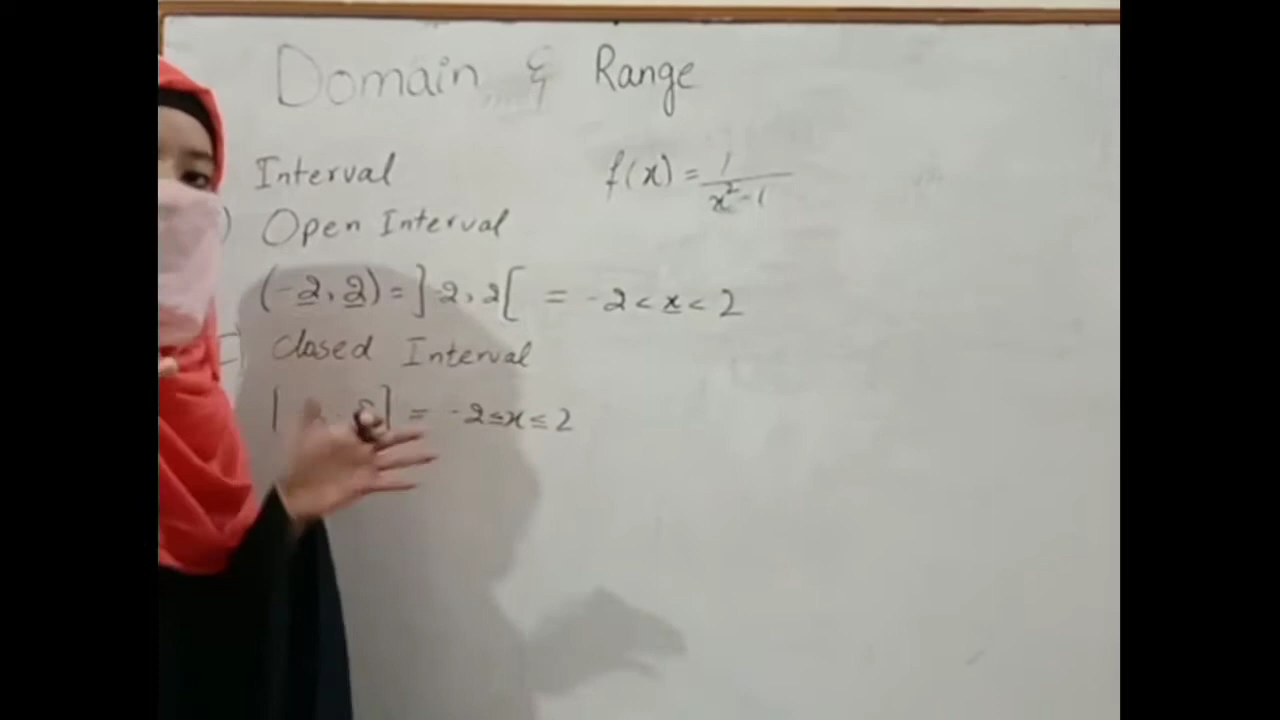 Domain & Range
Interval
f(x) = 1/(x²-1)
) Open Interval
(-2, 2) = ]-2, 2[ = -2 < x < 2
Closed Interval
[ ] = -2 ≤ x ≤ 2